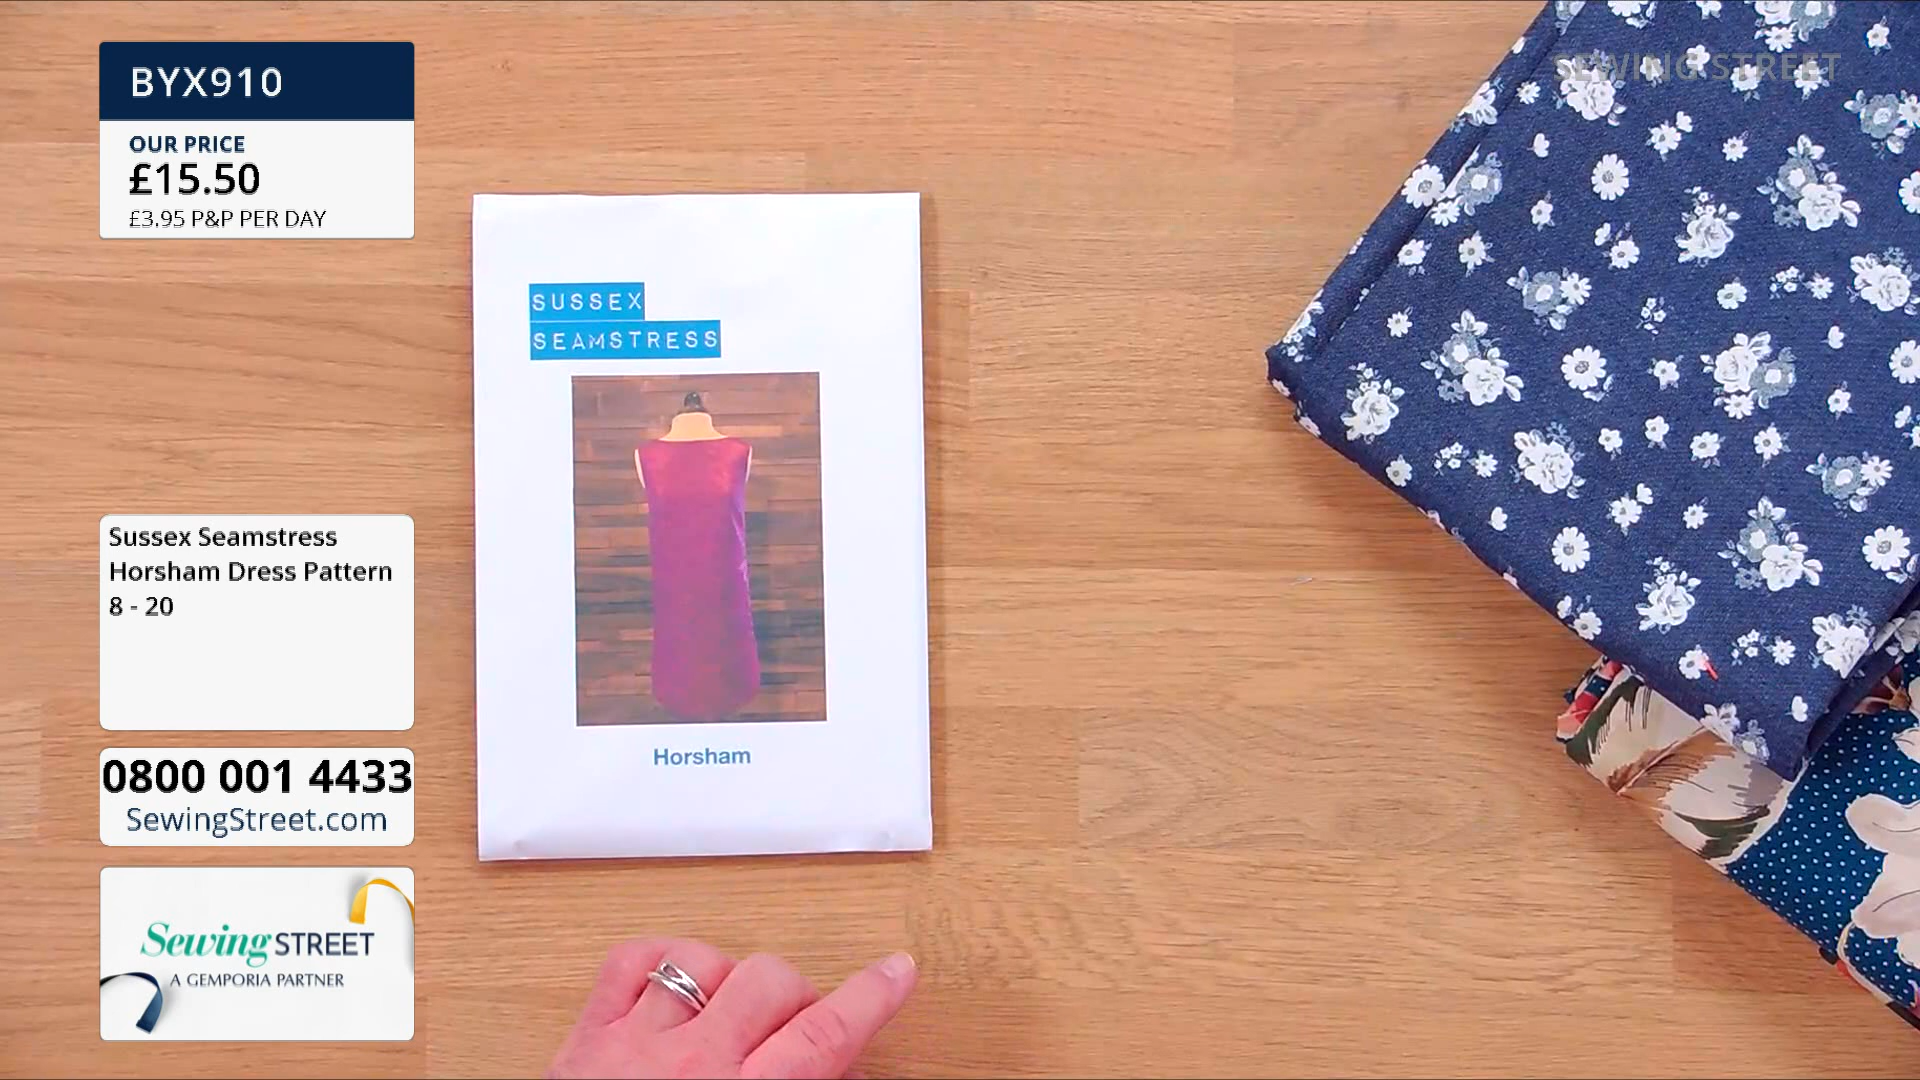 BYX910
OUR PRICE
£15.50
£3.95 P&P PER DAY
SEWING STREET
SUSSEX
SEAMSTRESS
Horsham
Sussex Seamstress
Horsham Dress Pattern
8 - 20
0800 001 4433
SewingStreet.com
Sewing STREET
A GEMPORIA PARTNER